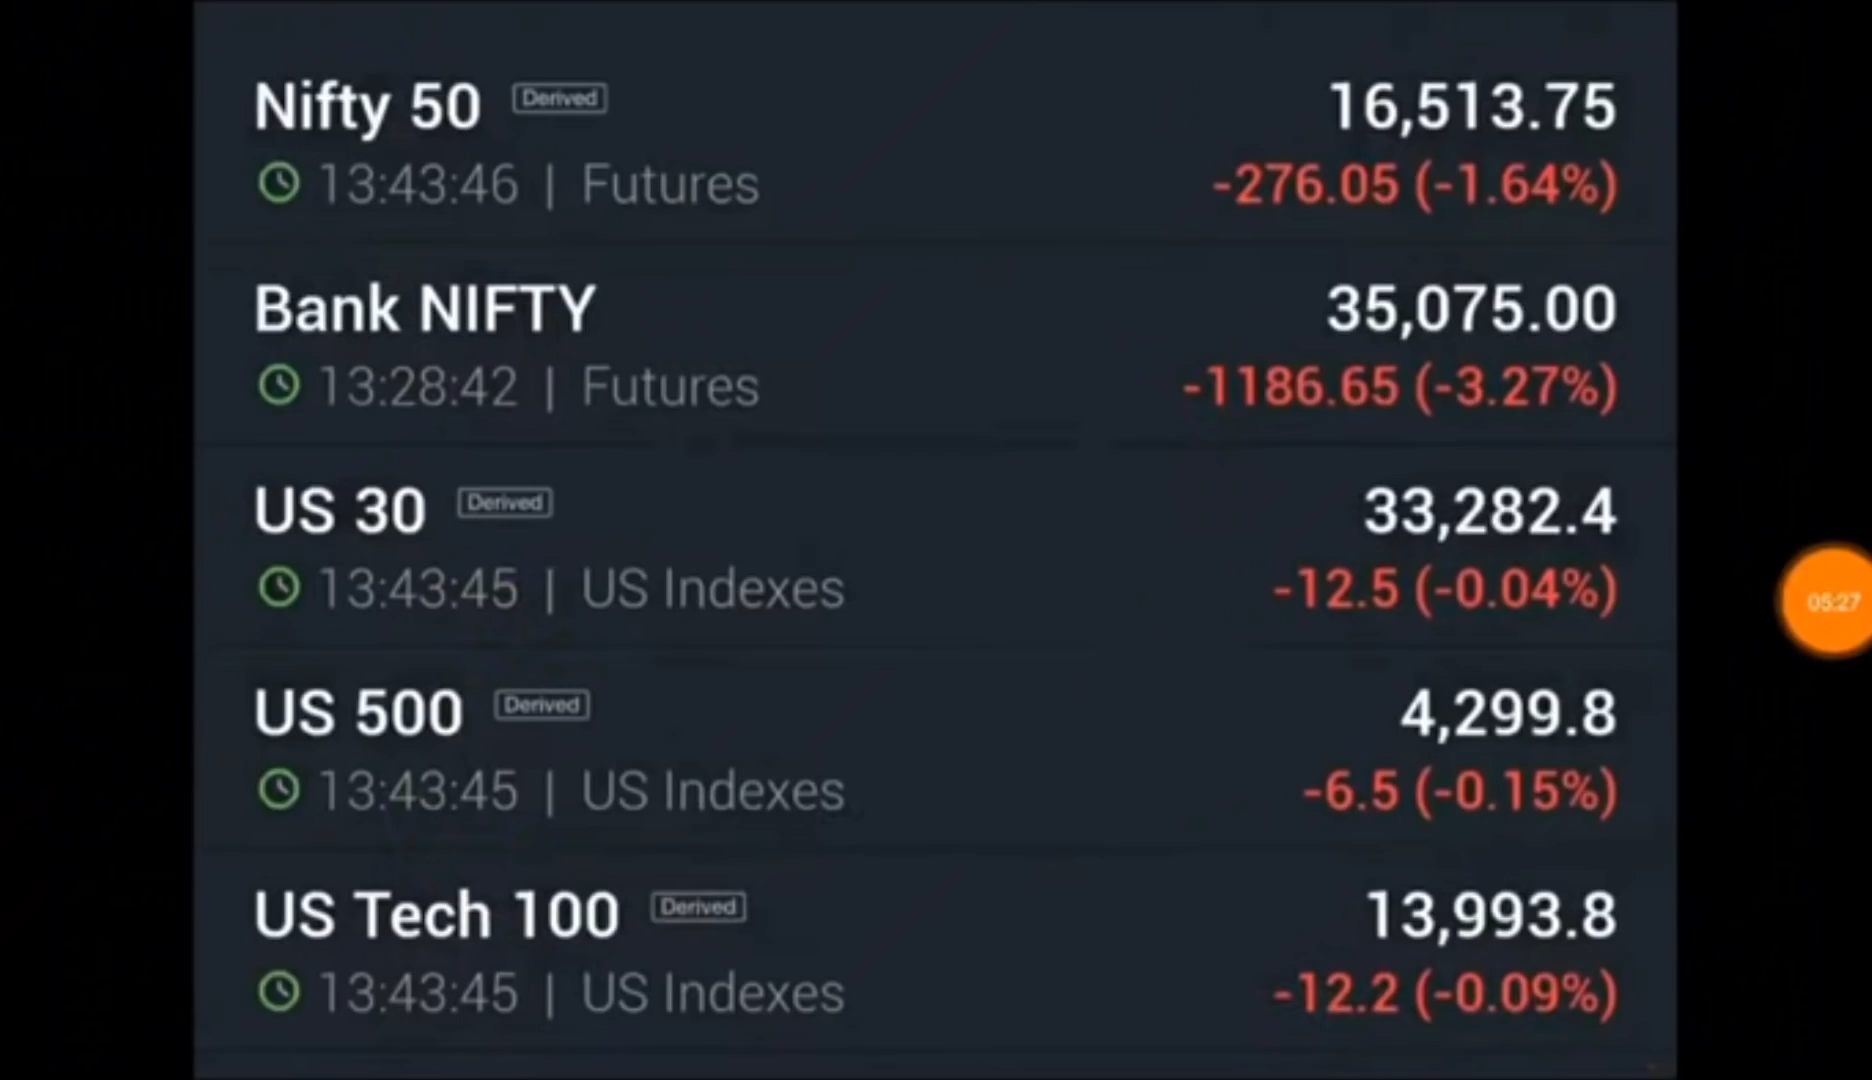 Nifty 50 Derived 16,513.75
13:43:46 | Futures -276.05 (-1.64%)
Bank NIFTY 35,075.00
13:28:42 | Futures -1186.65 (-3.27%)
US 30 Derived 33,282.4
13:43:45 | US Indexes -12.5 (-0.04%)
05:27
US 500 Derived 4,299.8
13:43:45 | US Indexes -6.5 (-0.15%)
US Tech 100 Derived 13,993.8
13:43:45 | US Indexes -12.2 (-0.09%)